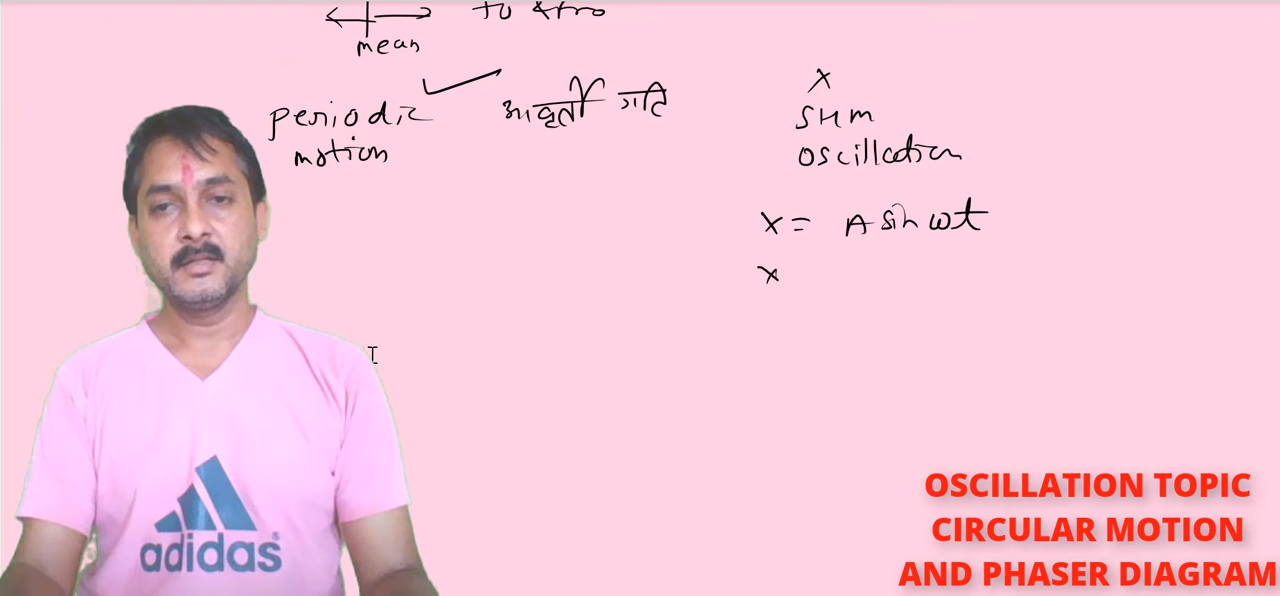 to & fro
mean
periodic
motion
आवृर्ती गति
x
SHM
oscillation
x = A sin ωt
x
adidas®
OSCILLATION TOPIC
CIRCULAR MOTION
AND PHASER DIAGRAM